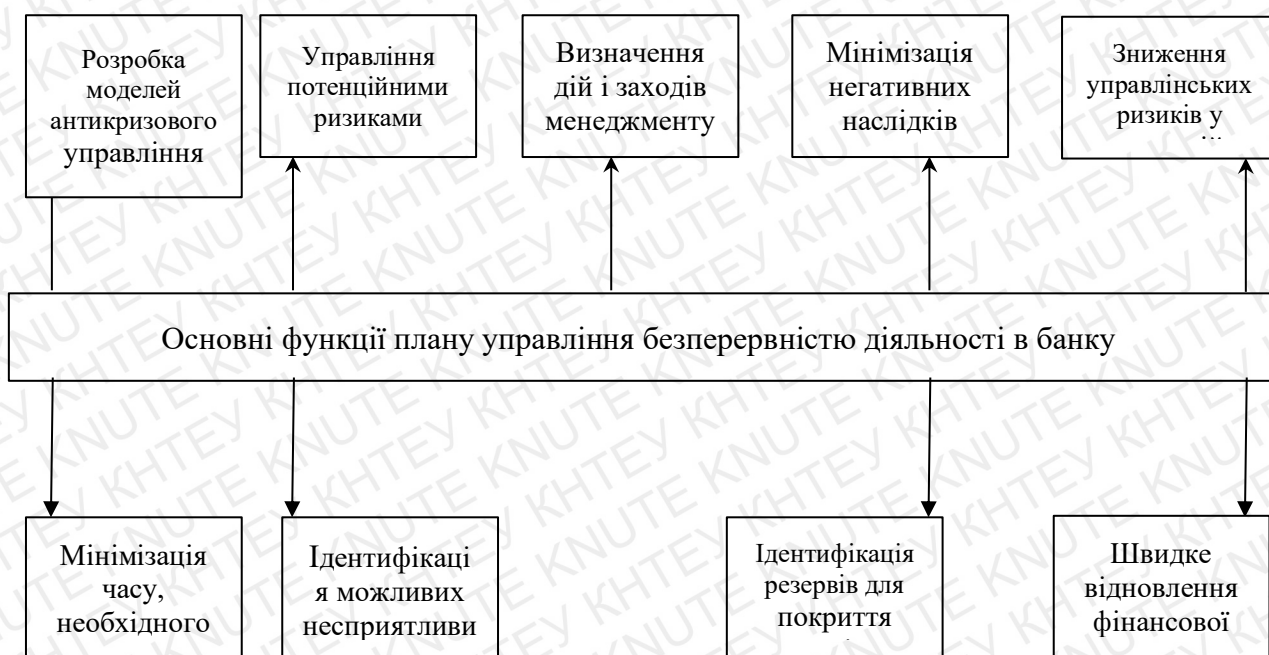 Розробка
моделей
антикризового
управління
Управління
потенційними
ризиками
Визначення
дій і заходів
менеджменту
Мінімізація
негативних
наслідків
Зниження
управлінських
ризиків у
Основні функції плану управління безперервністю діяльності в банку
Мінімізація
часу,
необхідного
Ідентифікаці
я можливих
несприятливи
Ідентифікація
резервів для
покриття
Швидке
відновлення
фінансової